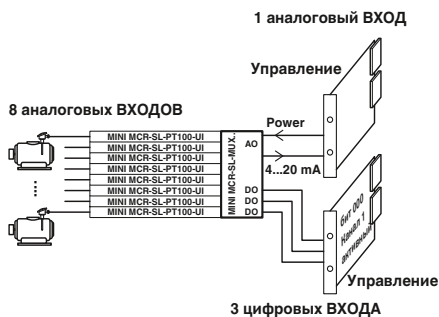 1 аналоговый ВХОД
Управление
8 аналоговых ВХОДОВ
Power
MINI MCR-SL-PT100-UI
MINI MCR-SL-PT100-UI
MINI MCR-SL-PT100-UI
MINI MCR-SL-PT100-UI
MINI MCR-SL-PT100-UI
MINI MCR-SL-PT100-UI
MINI MCR-SL-PT100-UI
MINI MCR-SL-PT100-UI
MINI MCR-SL-MUX..
AO
4...20 mA
DO
DO
DO
бит 000
Канал 1
активный
Управление
3 цифровых ВХОДА